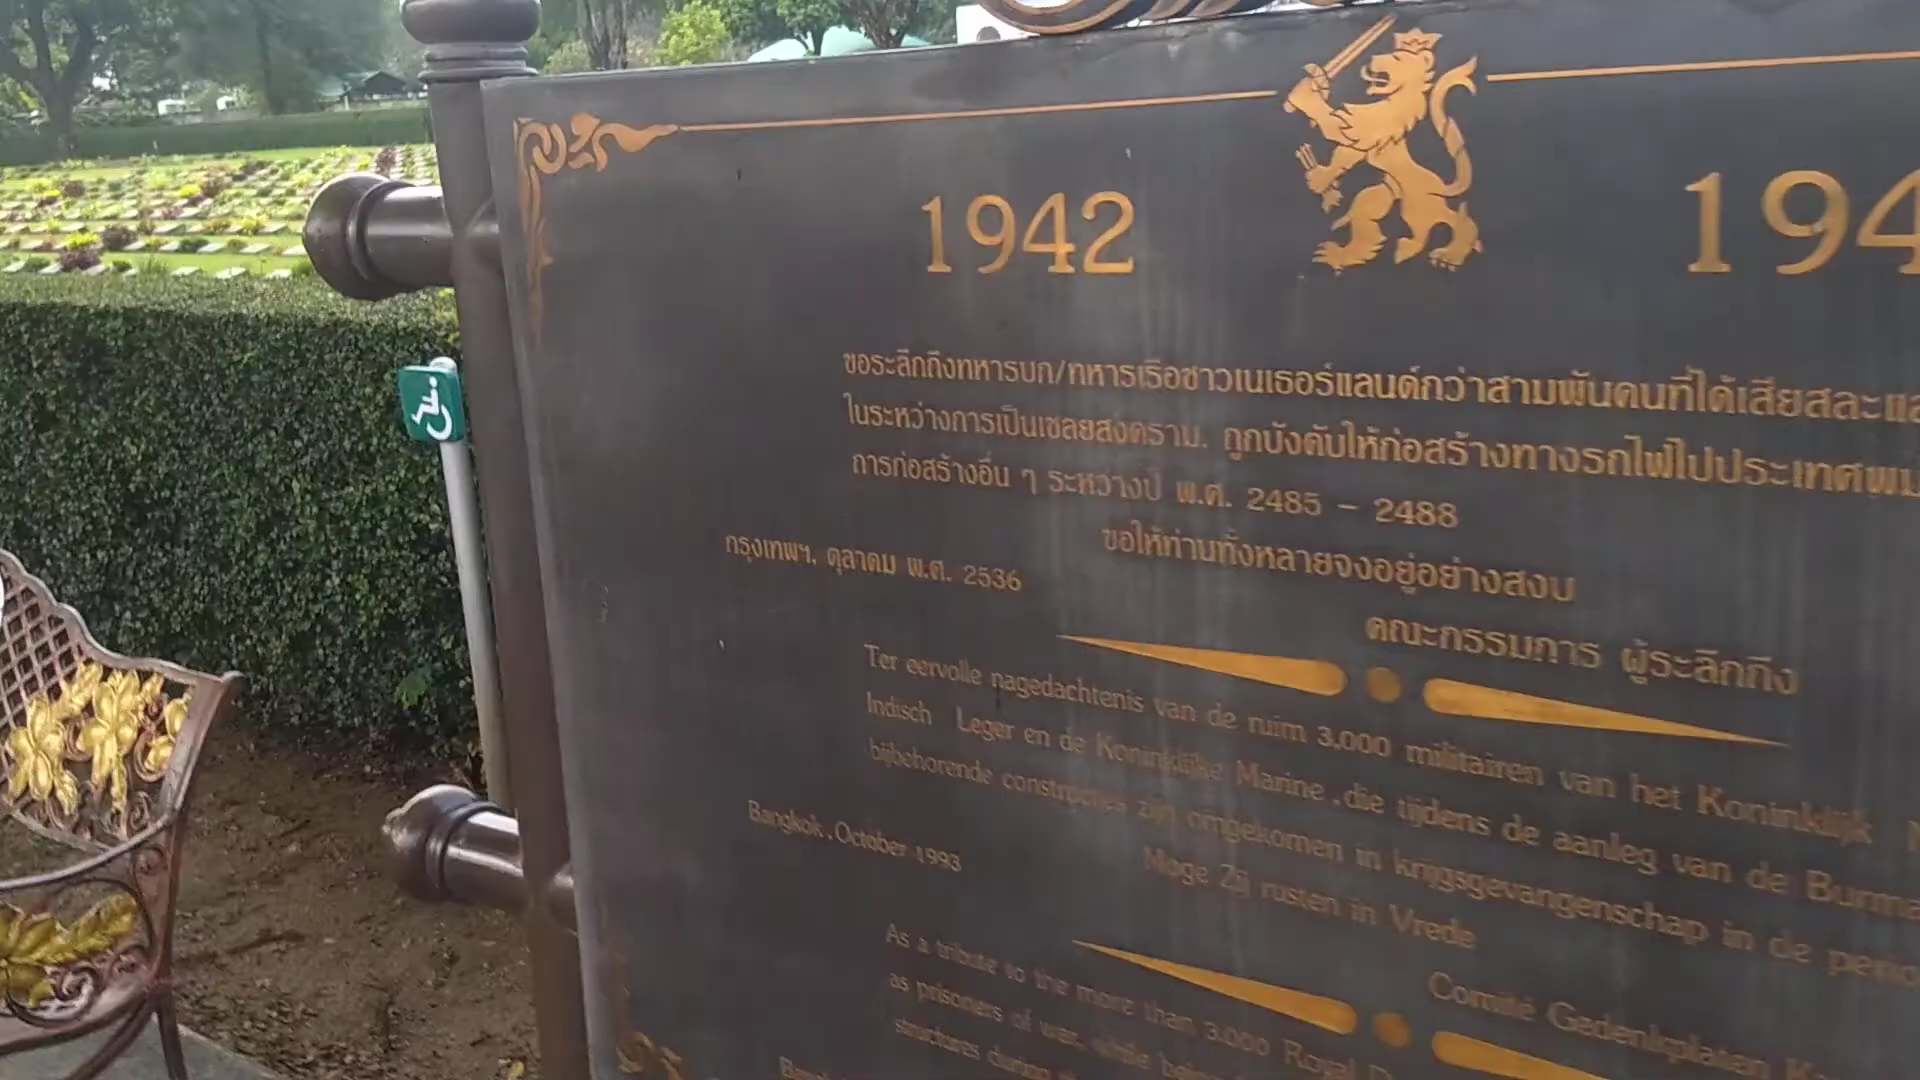 1942
194
ขอระลึกถึงทหารบก/ทหารเรือชาวเนเธอร์แลนด์กว่าสามพันคนที่ได้เสียสละแล
ในระหว่างการเป็นเชลยสงคราม. ถูกบังคับให้ก่อสร้างทางรถไฟไปประเทศพม
การก่อสร้างอื่น ๆ ระหว่างปี พ.ศ. 2485 – 2488
ขอให้ท่านทั้งหลายจงอยู่อย่างสงบ
กรุงเทพฯ, ตุลาคม พ.ศ. 2536
คณะกรรมการ ผู้ระลึกถึง
Ter eervolle nagedachtenis van de ruim 3.000 militairen van het Koninklijk N
Indisch Leger en de Koninklijke Marine , die tijdens de aanleg van de Burma
bijbehorende constructies zijn omgekomen in krijgsgevangenschap in de perio
Moge Zij rusten in Vrede
Bangkok , October 1993
Comité Gedenkplaten K
As a tribute to the more than 3.000 Royal D
as prisoners of war, while being
structures during
Bang